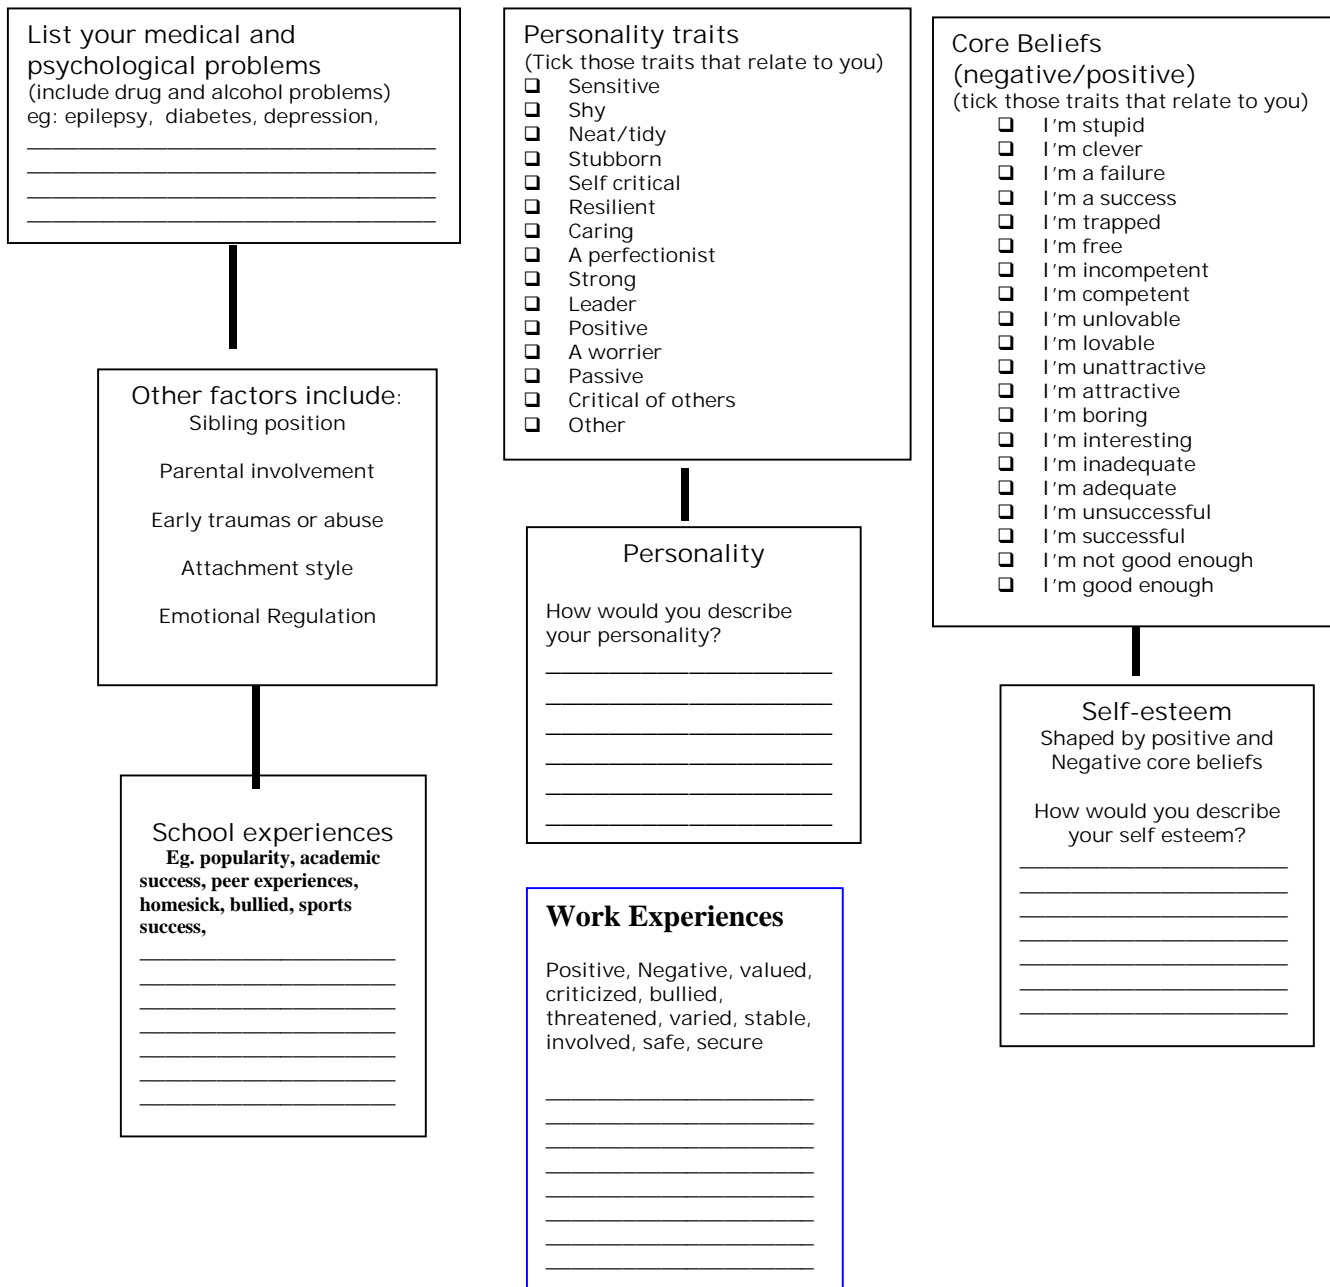 List your medical and
psychological problems
(include drug and alcohol problems)
eg: epilepsy, diabetes, depression,
Other factors include:
Sibling position
Parental involvement
Early traumas or abuse
Attachment style
Emotional Regulation
School experiences
Eg. popularity, academic
success, peer experiences,
homesick, bullied, sports
success,
Personality traits
(Tick those traits that relate to you)
❑ Sensitive
❑ Shy
❑ Neat/tidy
❑ Stubborn
❑ Self critical
❑ Resilient
❑ Caring
❑ A perfectionist
❑ Strong
❑ Leader
❑ Positive
❑ A worrier
❑ Passive
❑ Critical of others
❑ Other
Personality
How would you describe
your personality?
Work Experiences
Positive, Negative, valued,
criticized, bullied,
threatened, varied, stable,
involved, safe, secure
Core Beliefs
(negative/positive)
(tick those traits that relate to you)
❑ I'm stupid
❑ I'm clever
❑ I'm a failure
❑ I'm a success
❑ I'm trapped
❑ I'm free
❑ I'm incompetent
❑ I'm competent
❑ I'm unlovable
❑ I'm lovable
❑ I'm unattractive
❑ I'm attractive
❑ I'm boring
❑ I'm interesting
❑ I'm inadequate
❑ I'm adequate
❑ I'm unsuccessful
❑ I'm successful
❑ I'm not good enough
❑ I'm good enough
Self-esteem
Shaped by positive and
Negative core beliefs
How would you describe
your self esteem?